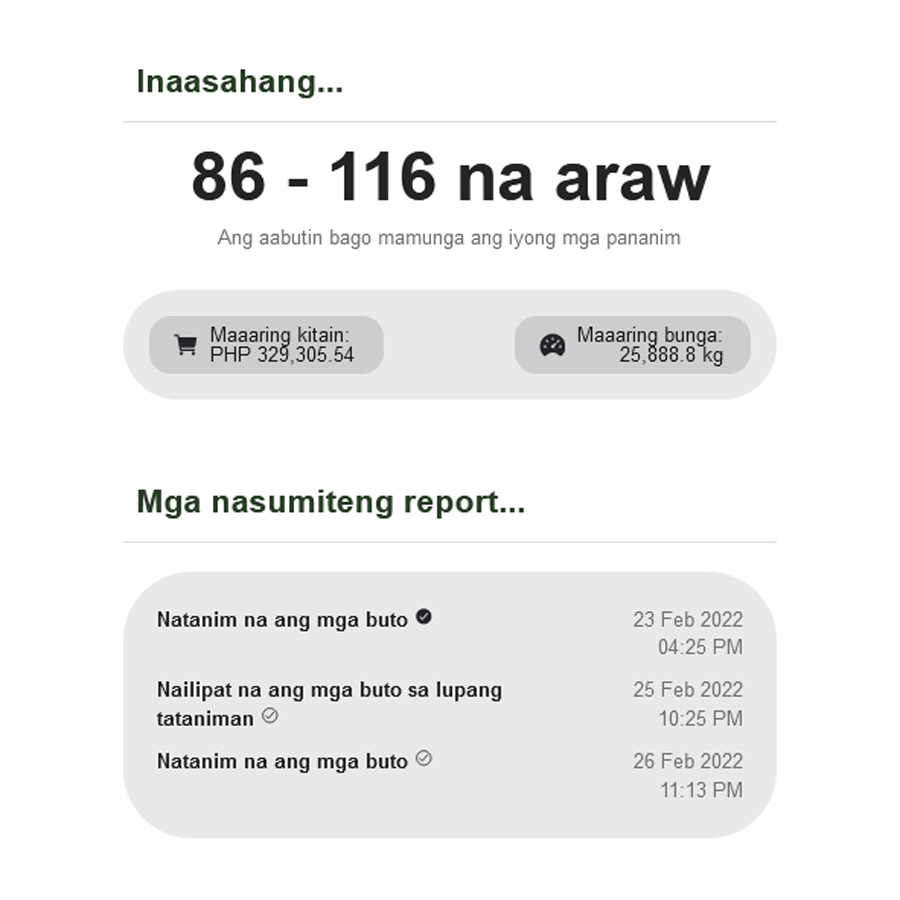 Inaasahang...
86 - 116 na araw
Ang aabutin bago mamunga ang iyong mga pananim
Maaaring kitain:
PHP 329,305.54
Maaaring bunga:
25,888.8 kg
Mga nasumiteng report...
Natanim na ang mga buto
23 Feb 2022
04:25 PM
Nailipat na ang mga buto sa lupang
tataniman
25 Feb 2022
10:25 PM
Natanim na ang mga buto
26 Feb 2022
11:13 PM